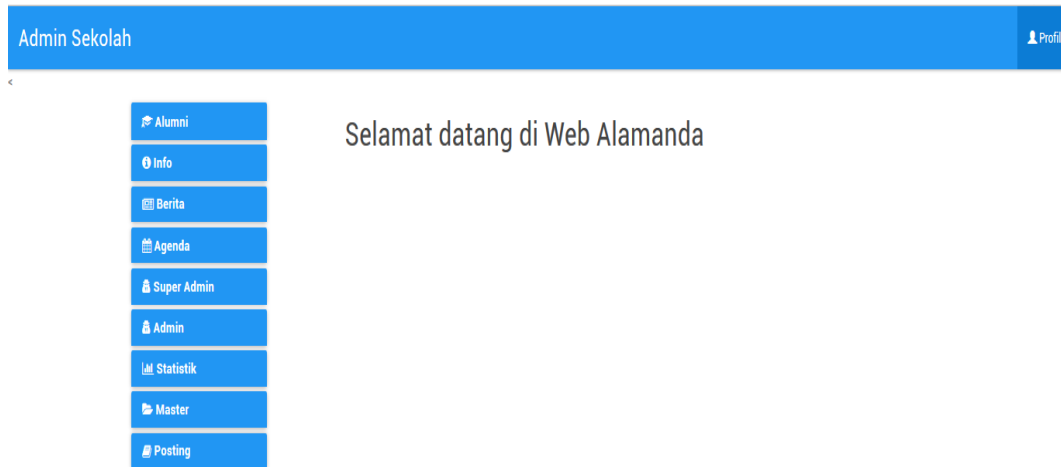 Admin Sekolah
Profil
<
Alumni
Selamat datang di Web Alamanda
Info
Berita
Agenda
Super Admin
Admin
Statistik
Master
Posting